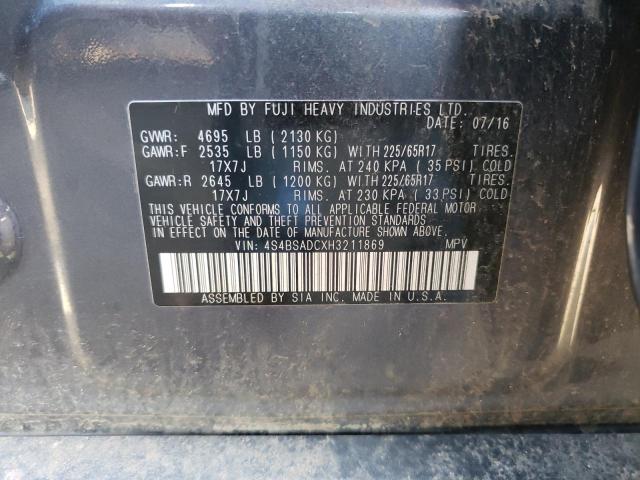 MFD BY FUJI HEAVY INDUSTRIES LTD.
DATE: 07/16
GVWR: 4695 LB ( 2130 KG)
GAWR:F 2535 LB ( 1150 KG) WITH 225/65R17 TIRES.
17X7J RIMS. AT 240 KPA ( 35 PSI) COLD
GAWR:R 2645 LB ( 1200 KG) WITH 225/65R17 TIRES.
17X7J RIMS. AT 230 KPA ( 33 PSI) COLD
THIS VEHICLE CONFORMS TO ALL APPLICABLE FEDERAL MOTOR
VEHICLE SAFETY AND THEFT PREVENTION STANDARDS
IN EFFECT ON THE DATE OF MANUFACTURE SHOWN ABOVE.
VIN: 4S4BSADCXH3211869 MPV
ASSEMBLED BY SIA INC. MADE IN U.S.A.